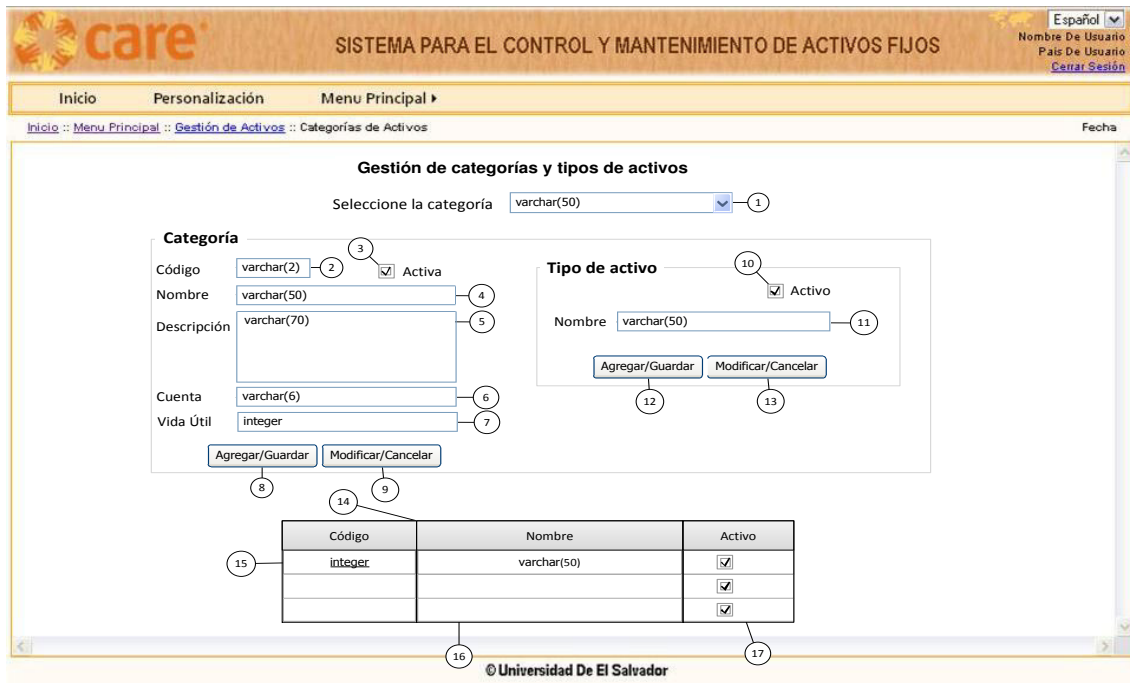 care
SISTEMA PARA EL CONTROL Y MANTENIMIENTO DE ACTIVOS FIJOS
Español
Nombre De Usuario
Pais De Usuario
Cerrar Sesión
Inicio Personalización Menu Principal
Inicio :: Menu Principal :: Gestión de Activos :: Categorías de Activos Fecha
Gestión de categorías y tipos de activos
Seleccione la categoría varchar(50) 1
Categoría
3
Código varchar(2) 2 Activa
Nombre varchar(50) 4
Descripción varchar(70) 5
Cuenta varchar(6) 6
Vida Útil integer 7
Agregar/Guardar Modificar/Cancelar
8 9
Tipo de activo
10
Activo
Nombre varchar(50) 11
Agregar/Guardar Modificar/Cancelar
12 13
14
Código Nombre Activo
15 integer varchar(50)
16 17
© Universidad De El Salvador